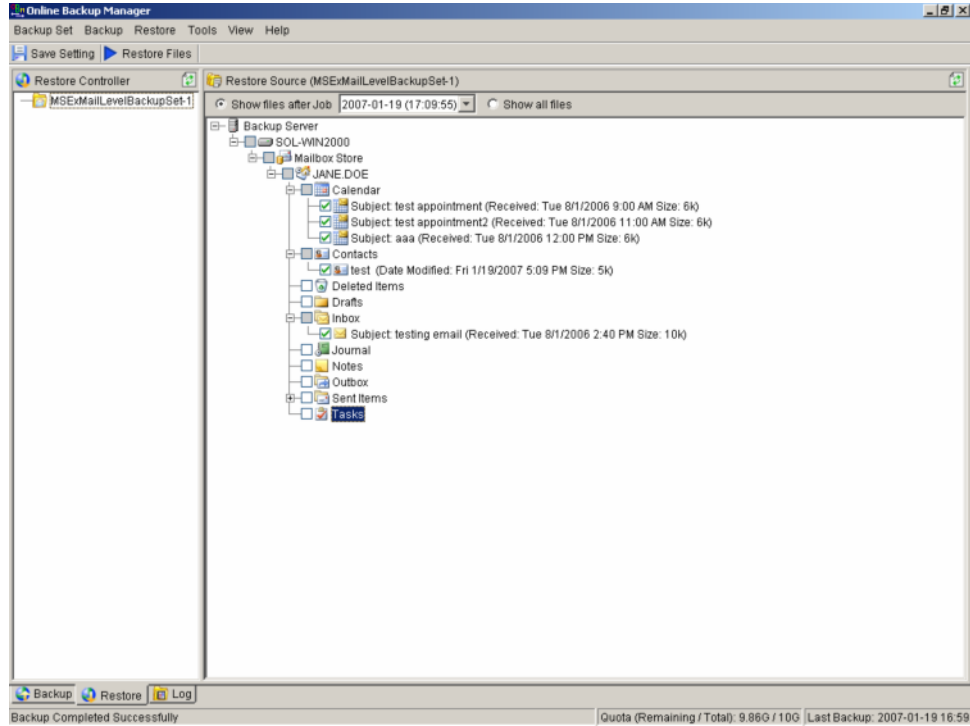 Online Backup Manager
Backup Set Backup Restore Tools View Help
Save Setting Restore Files
Restore Controller
MSExMailLevelBackupSet-1
Restore Source (MSExMailLevelBackupSet-1)
Show files after Job 2007-01-19 (17:09:55) Show all files
Backup Server
SOL-WIN2000
Mailbox Store
JANE.DOE
Calendar
Subject: test appointment (Received: Tue 8/1/2006 9:00 AM Size: 6k)
Subject: test appointment2 (Received: Tue 8/1/2006 11:00 AM Size: 6k)
Subject: aaa (Received: Tue 8/1/2006 12:00 PM Size: 6k)
Contacts
test (Date Modified: Fri 1/19/2007 5:09 PM Size: 5k)
Deleted Items
Drafts
Inbox
Subject: testing email (Received: Tue 8/1/2006 2:40 PM Size: 10k)
Journal
Notes
Outbox
Sent Items
Tasks
Backup Restore Log
Backup Completed Successfully
Quota (Remaining / Total): 9.86G / 10G Last Backup: 2007-01-19 16:59